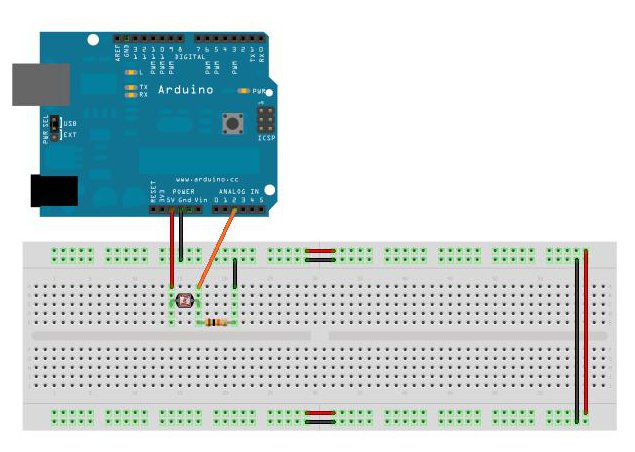 AREF
GND
13
12
11
10
9
8
7
6
5
4
3
2
1
0
PWM
PWM
PWM
PWM
PWM
PWM
TX
RX
DIGITAL
L
TX
RX
Arduino
PWR
ICSP
PWR SEL
USB
EXT
www.arduino.cc
POWER
ANALOG IN
RESET
3V3
5V Gnd Vin 0 1 2 3 4 5